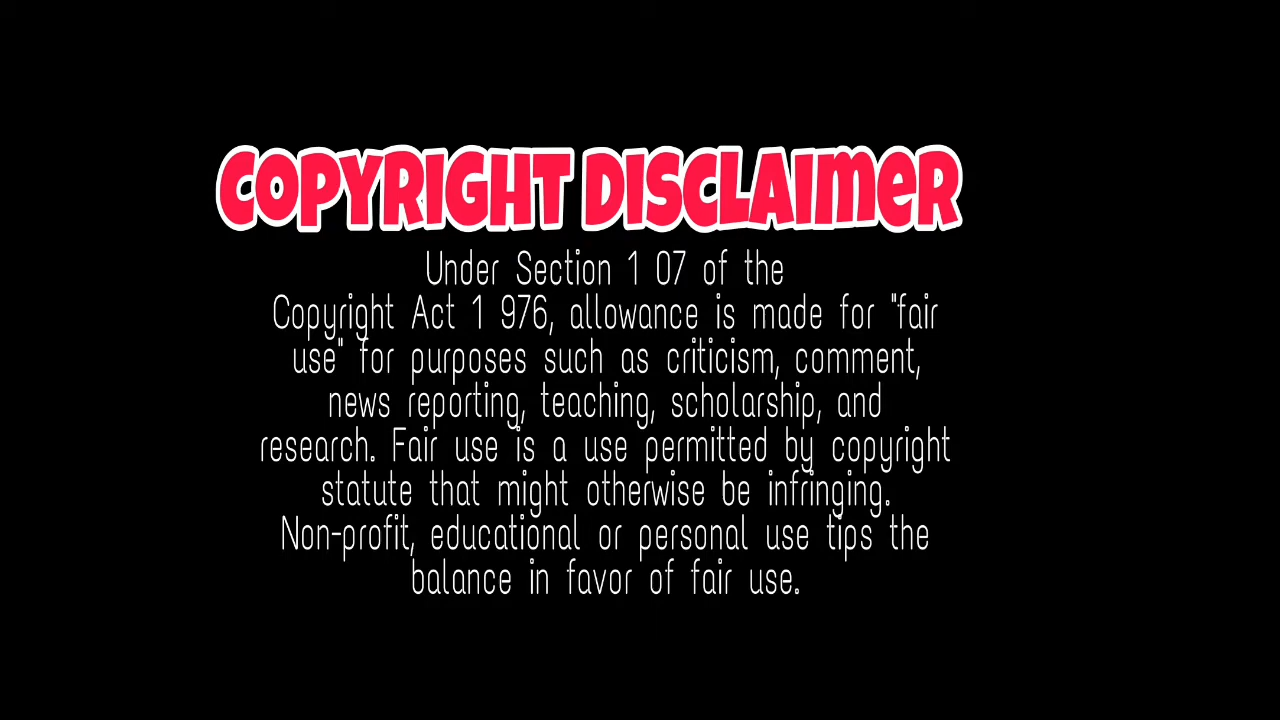 COPYRIGHT DISCLAIMER
Under Section 1 07 of the
Copyright Act 1 976, allowance is made for "fair
use" for purposes such as criticism, comment,
news reporting, teaching, scholarship, and
research. Fair use is a use permitted by copyright
statute that might otherwise be infringing.
Non-profit, educational or personal use tips the
balance in favor of fair use.